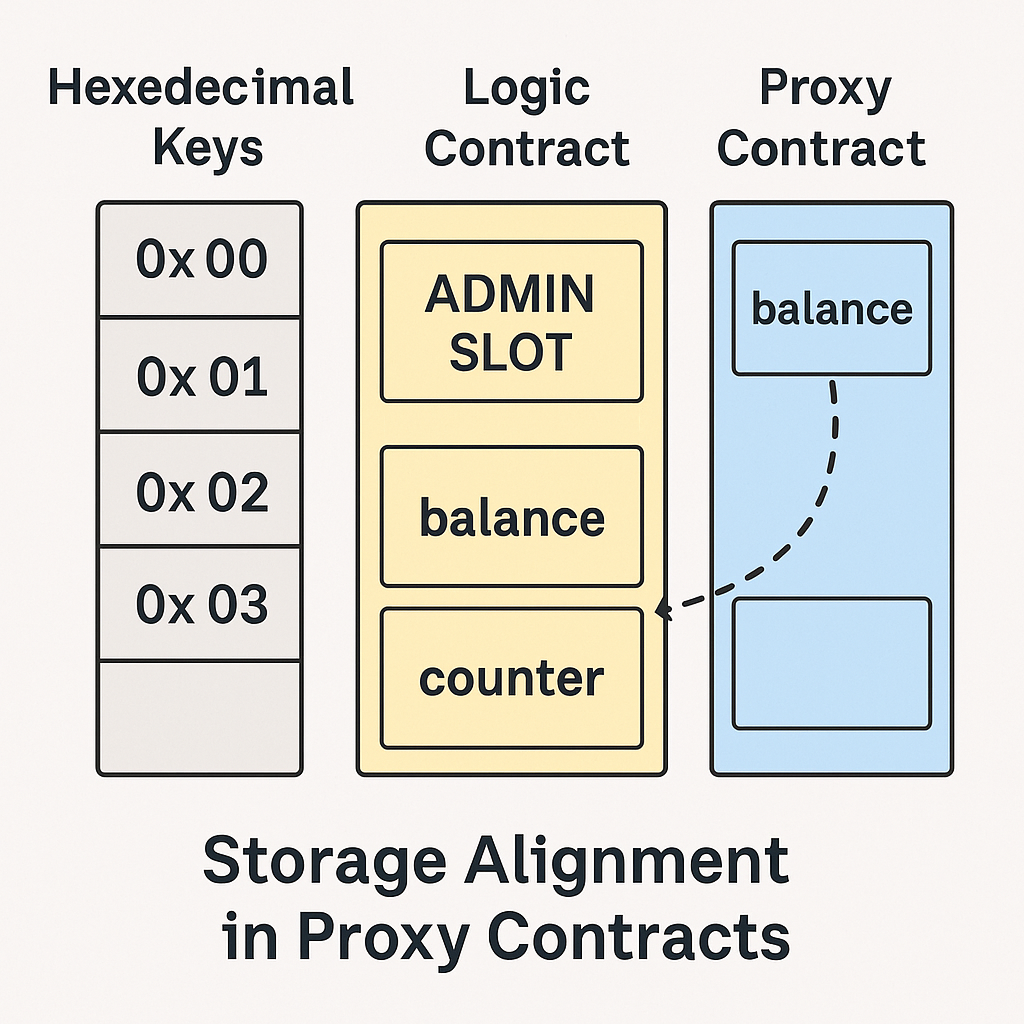 Hexedecimal
Keys
Logic
Contract
Proxy
Contract
0x 00
0x 01
0x 02
0x 03
ADMIN
SLOT
balance
counter
balance
Storage Alignment
in Proxy Contracts